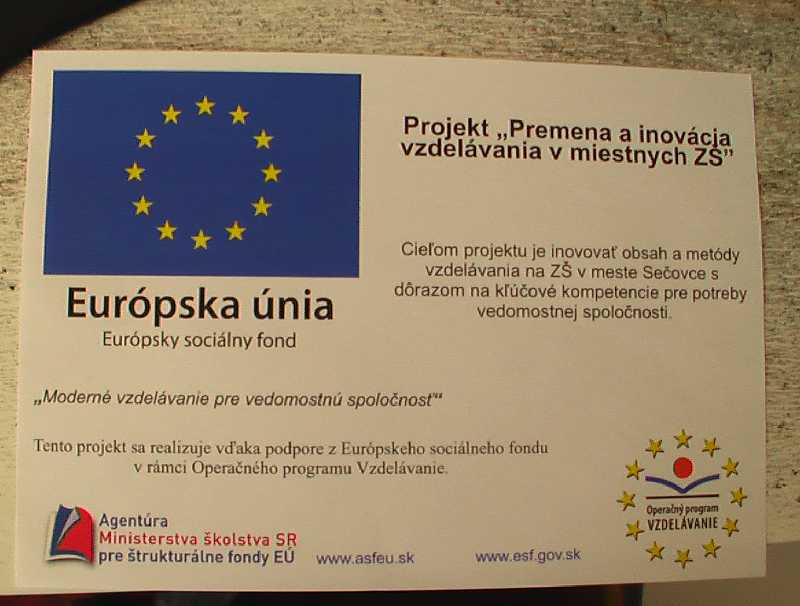 Projekt „Premena a inovácia
vzdelávania v miestnych ZŠ”
Cieľom projektu je inovovať obsah a metódy
vzdelávania na ZŠ v meste Sečovce s
dôrazom na kľúčové kompetencie pre potreby
vedomostnej spoločnosti.
Európska únia
Európsky sociálny fond
„Moderné vzdelávanie pre vedomostnú spoločnosť“
Tento projekt sa realizuje vďaka podpore z Európskeho sociálneho fondu
v rámci Operačného programu Vzdelávanie.
Agentúra
Ministerstva školstva SR
pre štrukturálne fondy EÚ
www.asfeu.sk
www.esf.gov.sk
Operačný program
VZDELÁVANIE